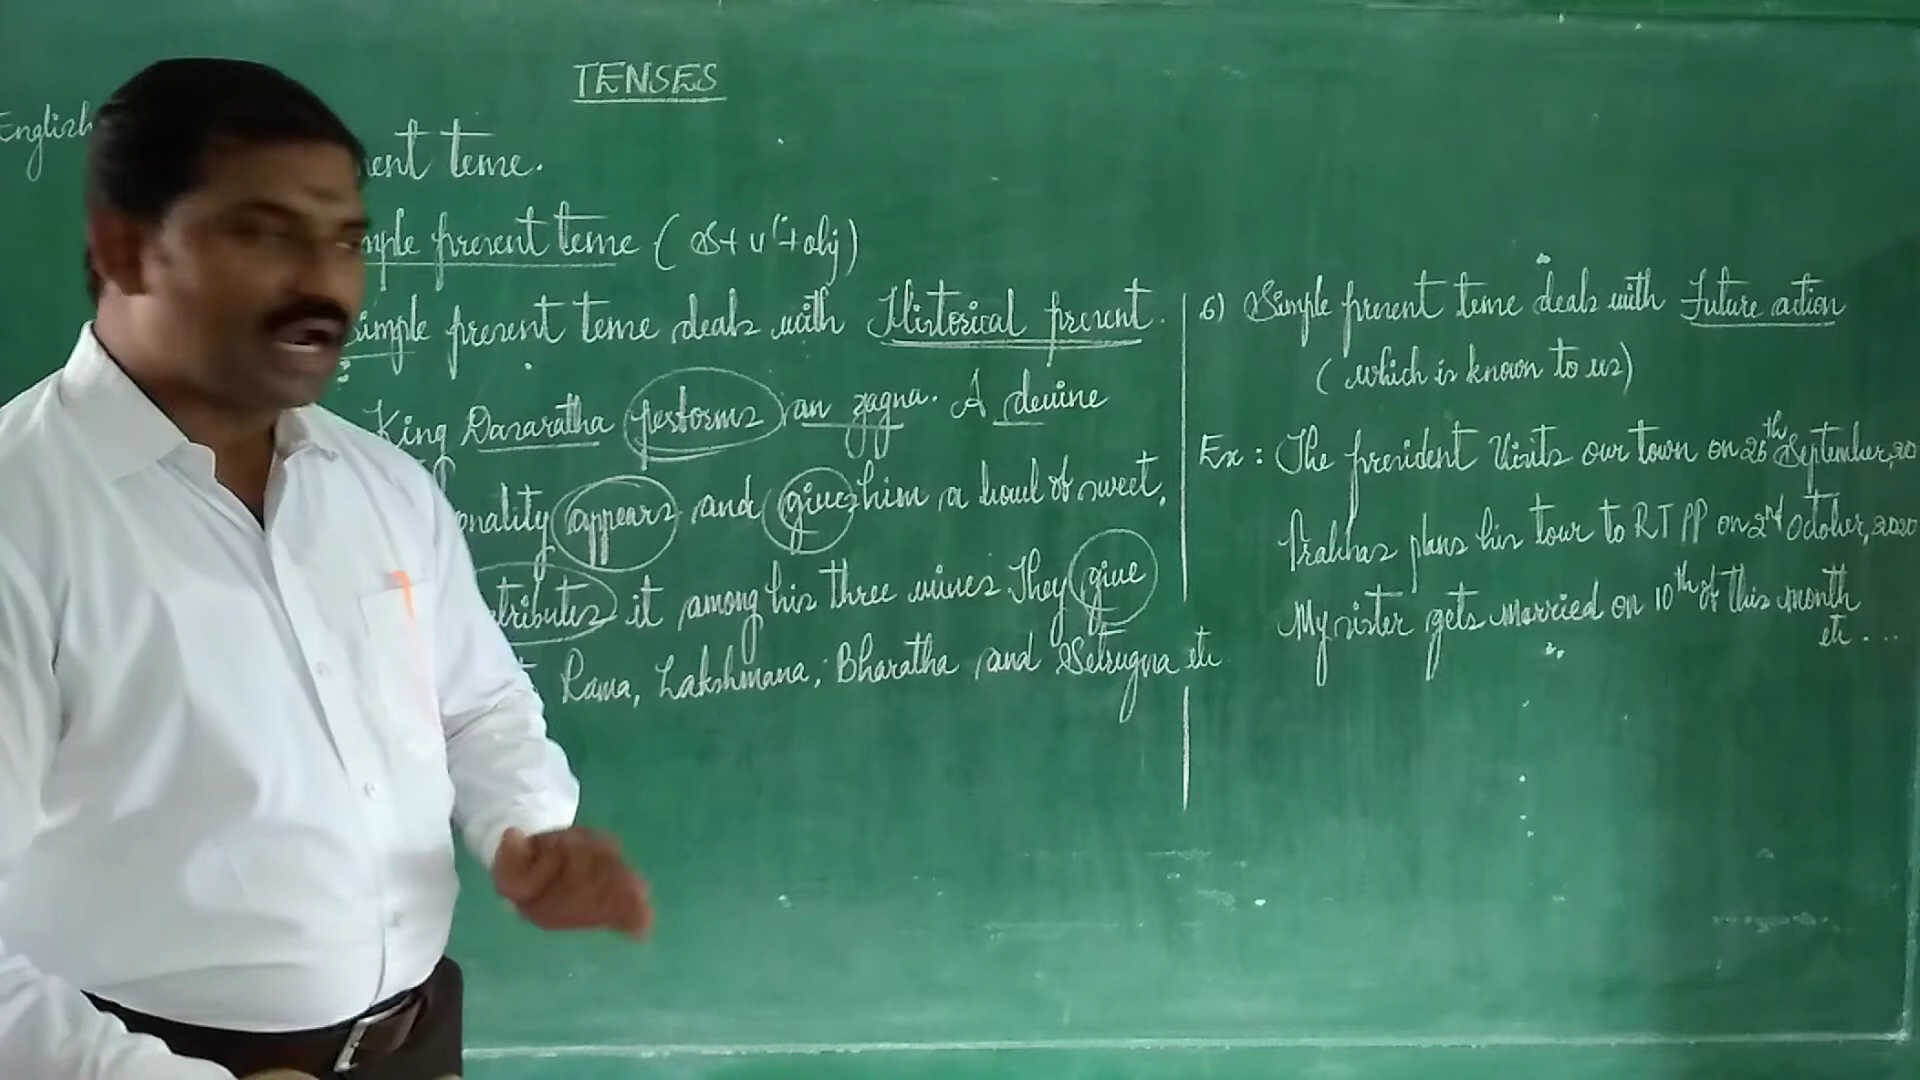 TENSES
English
ent tense.
mple present tense (S+v'+obj)
Simple present tense deals with Historical present.
King Dasaratha performs an yagna. A devine
onality appears and gives him a bowl of sweet,
stributes it among his three wives They give
Rama, Lakshmana, Bharatha and Setrugna etc
6) Simple present tense deals with Future action
(which is known to us)
Ex: The president visits our town on 26th September, 20
Prakhas plans his tour to RTPP on 2nd October, 2020
My sister gets married on 10th of this month
etc ...